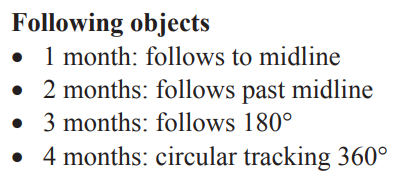 Following objects
• 1 month: follows to midline
• 2 months: follows past midline
• 3 months: follows 180°
• 4 months: circular tracking 360°